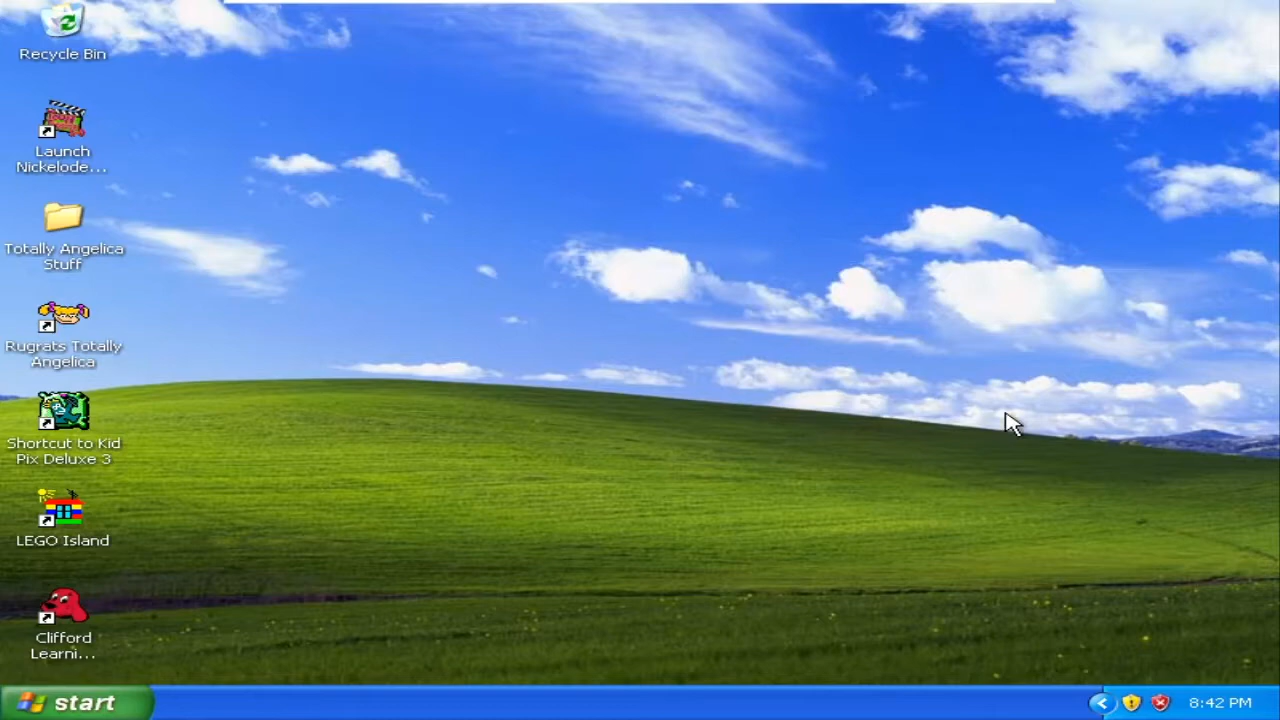 Recycle Bin
Launch
Nickelode...
Totally Angelica
Stuff
Rugrats Totally
Angelica
Shortcut to Kid
Pix Deluxe 3
LEGO Island
Clifford
Learni...
start
8:42 PM